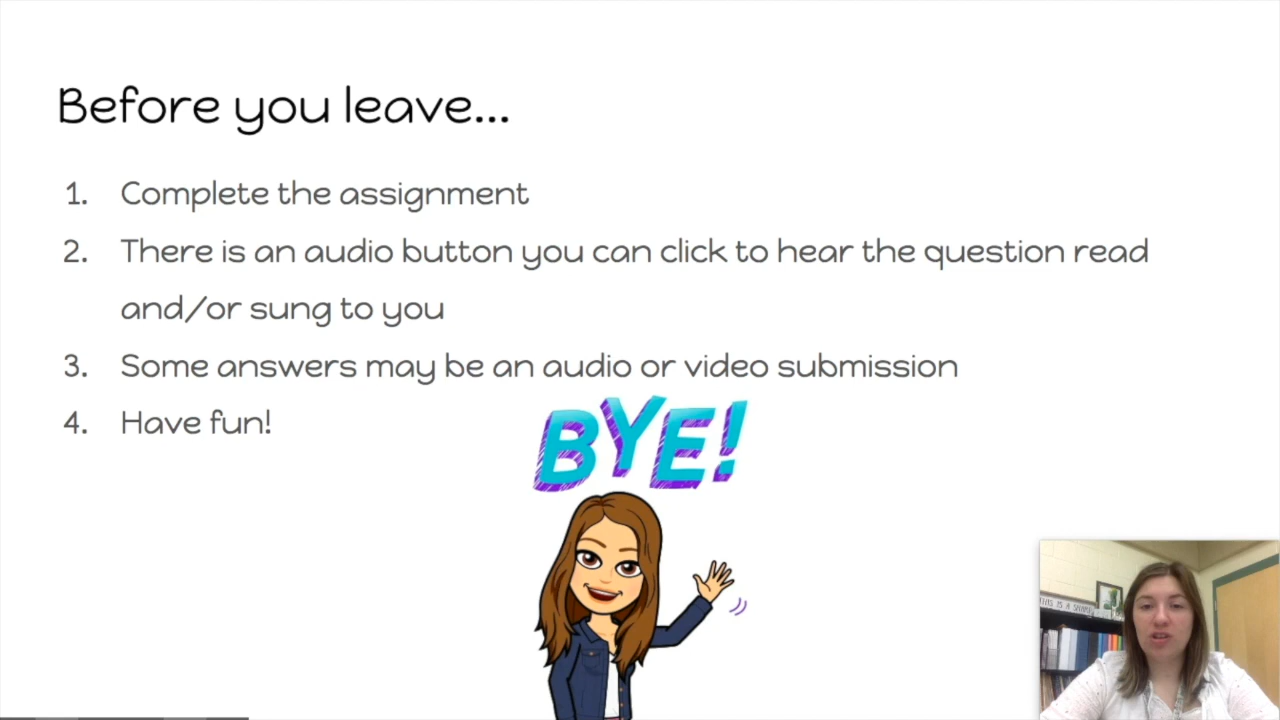 Before you leave...
1. Complete the assignment
2. There is an audio button you can click to hear the question read
and/or sung to you
3. Some answers may be an audio or video submission
4. Have fun!
BYE!
THIS IS A